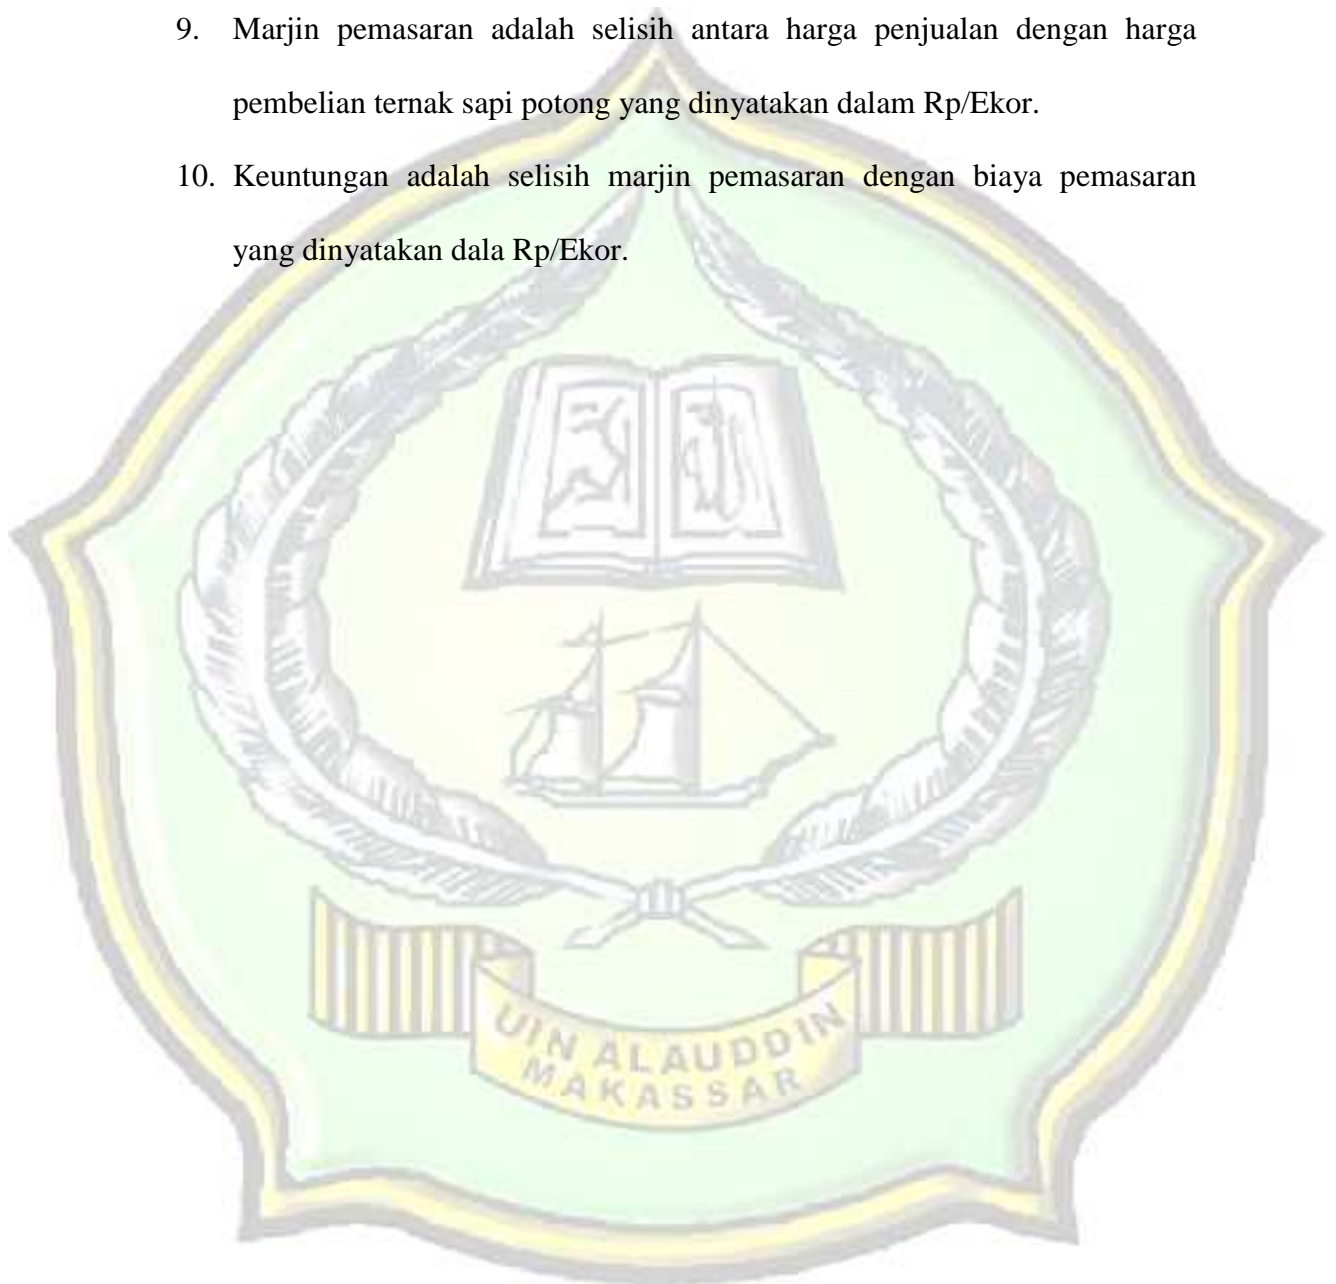 9. Marjin pemasaran adalah selisih antara harga penjualan dengan harga
pembelian ternak sapi potong yang dinyatakan dalam Rp/Ekor.
10. Keuntungan adalah selisih marjin pemasaran dengan biaya pemasaran
yang dinyatakan dala Rp/Ekor.
UIN ALAUDDIN
MAKASSAR